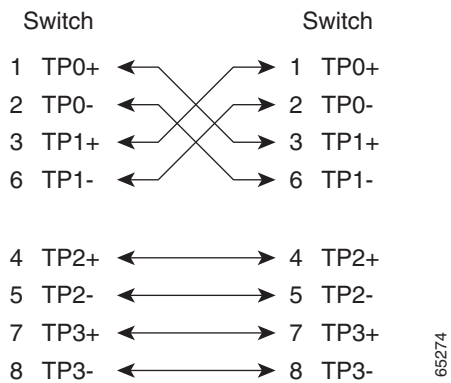 Switch Switch
1 TP0+ 1 TP0+
2 TP0- 2 TP0-
3 TP1+ 3 TP1+
6 TP1- 6 TP1-
4 TP2+ 4 TP2+
5 TP2- 5 TP2-
7 TP3+ 7 TP3+
8 TP3- 8 TP3-
65274